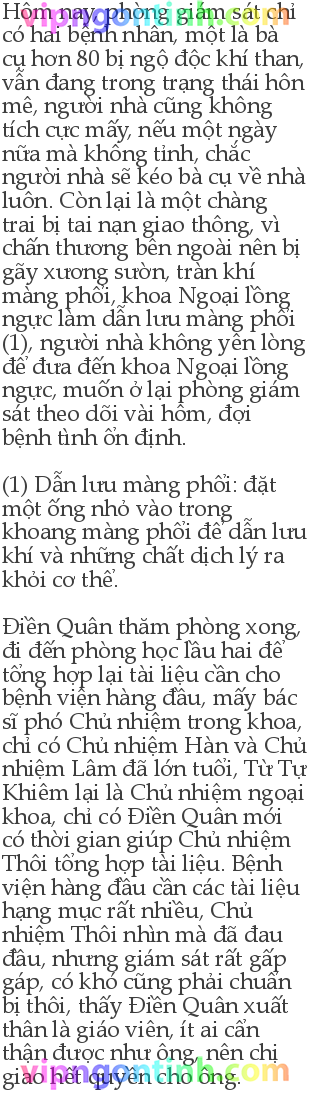 Hôm nay, phòng giám sát chỉ
có hai bệnh nhân, một là bà
cụ hơn 80 bị ngộ độc khí than,
vẫn đang trong trạng thái hôn
mê, người nhà cũng không
tích cực mấy, nếu một ngày
nữa mà không tỉnh, chắc
người nhà sẽ kéo bà cụ về nhà
luôn. Còn lại là một chàng
trai bị tai nạn giao thông, vì
chấn thương bên ngoài nên bị
gãy xương sườn, tràn khí
màng phổi, khoa Ngoại lồng
ngực làm dẫn lưu màng phổi
(1), người nhà không yên lòng
để đưa đến khoa Ngoại lồng
ngực, muốn ở lại phòng giám
sát theo dõi vài hôm, đợi
bệnh tình ổn định.
(1) Dẫn lưu màng phổi: đặt
một ống nhỏ vào trong
khoang màng phổi để dẫn lưu
khí và những chất dịch lý ra
khỏi cơ thể.
Điền Quân thăm phòng xong,
đi đến phòng học lầu hai để
tổng hợp lại tài liệu cần cho
bệnh viện hàng đầu, mấy bác
sĩ phó Chủ nhiệm trong khoa,
chỉ có Chủ nhiệm Hàn và Chủ
nhiệm Lâm đã lớn tuổi, Từ Tự
Khiêm lại là Chủ nhiệm ngoại
khoa, chỉ có Điền Quân mới
có thời gian giúp Chủ nhiệm
Thôi tổng hợp tài liệu. Bệnh
viện hàng đầu cần các tài liệu
hạng mục rất nhiều, Chủ
nhiệm Thôi nhìn mà đã đau
đầu, nhưng giám sát rất gấp
gáp, có khó cũng phải chuẩn
bị thôi, thấy Điền Quân xuất
thân là giáo viên, ít ai cẩn
thận được như ông, nên chị
giao hết quyền cho ông.
vipngontinh.com
vipngontinh.com